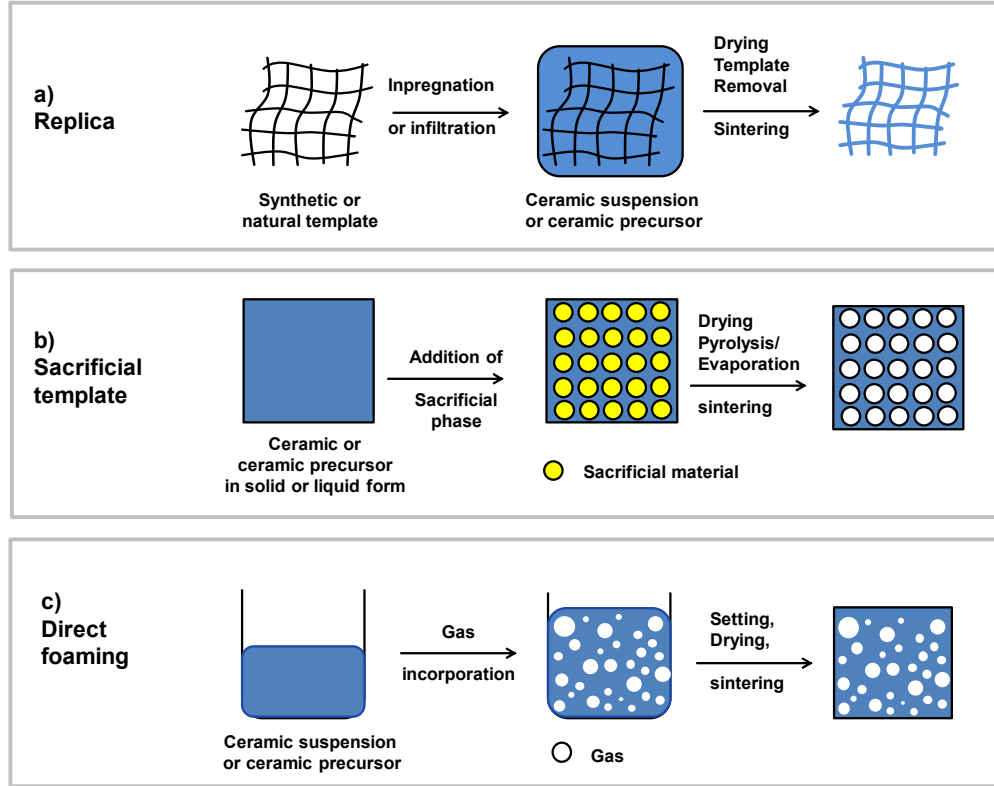 a)
Replica
Inpregnation
or infiltration
Drying
Template
Removal
Sintering
Synthetic or
natural template
Ceramic suspension
or ceramic precursor
b)
Sacrificial
template
Addition of
Sacrificial
phase
Drying
Pyrolysis/
Evaporation
sintering
Ceramic or
ceramic precursor
in solid or liquid form
Sacrificial material
c)
Direct
foaming
Gas
incorporation
Setting,
Drying,
sintering
Ceramic suspension
or ceramic precursor
Gas